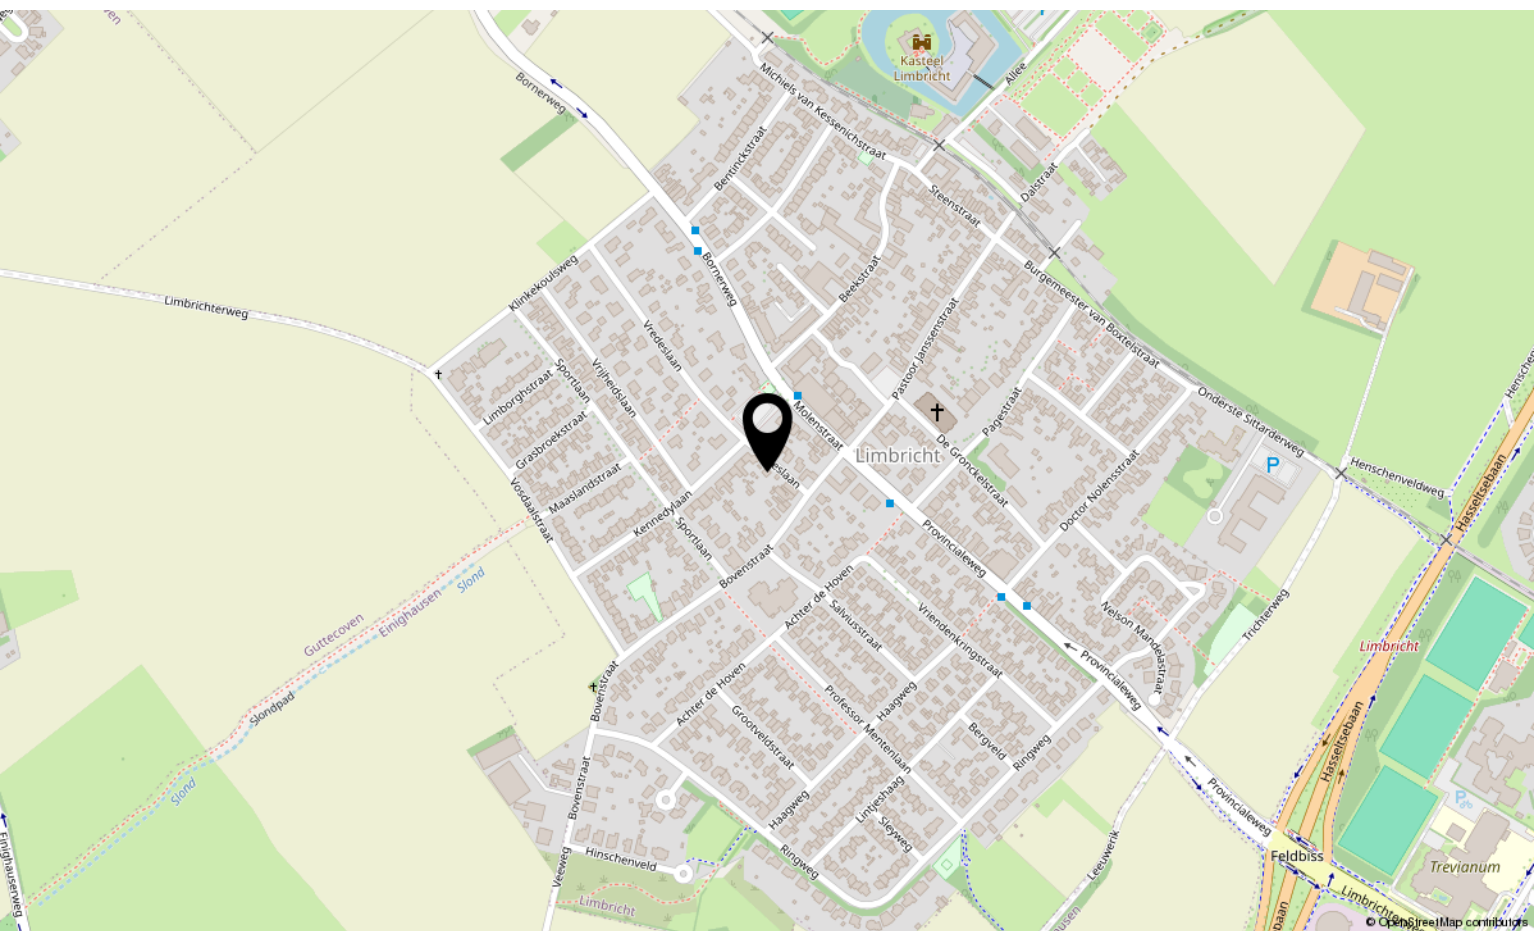 Kasteel
Limbricht
Allee
Bornerweg
Michiels van Kessenichstraat
Bentinckstraat
Dalstraat
Steenstraat
Klinkekoulsweg
Bornerweg
Beekstraat
Burgemeester van Boxtelstraat
Limbrichterweg
Vredeslaan
Pastoor Janssenstraat
Sportlaan
Vrijheidslaan
Limborghstraat
Grasbroekstraat
Molenstraat
Pagestraat
Onderste Sittarderweg
Limbricht
De Gronckelstraat
P
Henschenveldweg
Hasseltsebaan
Maaslandstraat
Vosdaalstraat
Kennedylaan
eslaan
Doctor Nolensstraat
Sportlaan
Provincialeweg
Bovenstraat
Slond
Einighausen
Guttecoven
Achter de Hoven
Salviusstraat
Vriendenkringstraat
Nelson Mandelastraat
Trichterweg
Limbricht
Provincialeweg
Slondpad
Bovenstraat
Achter de Hoven
Grootveldstraat
Professor Mentenlaan
Haagweg
Bergveld
Ringweg
Hasseltsebaan
Slond
Bovenstraat
Haagweg
Lintjeshaag
Sleyweg
Provincialeweg
P
Einighauserweg
Veeweg
Hinschenveld
Ringweg
Leeuwerik
Feldbiss
Trevianum
Limbricht
usen
baan
© OpenStreetMap contributors